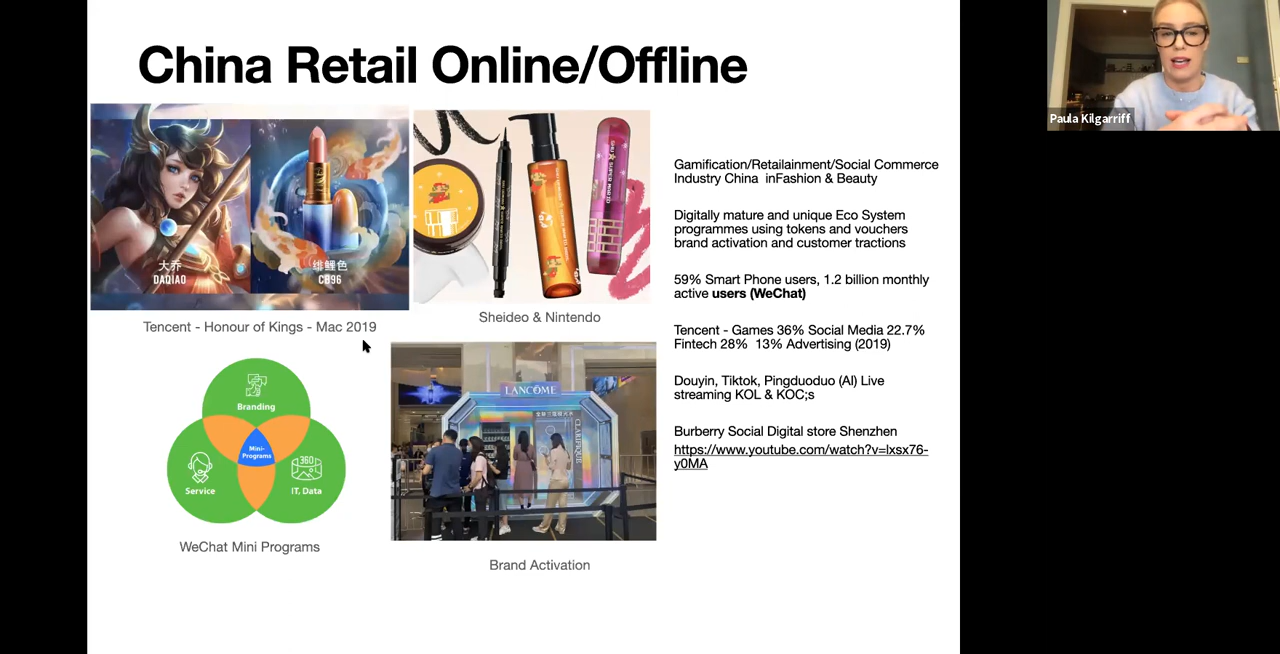 China Retail Online/Offline
Paula Kilgarriff
大乔
DAQIAO
绯鲤色
CB96
Tencent - Honour of Kings - Mac 2019
SUPER MARIO
Sheideo & Nintendo
Gamification/Retailainment/Social Commerce
Industry China  inFashion & Beauty
Digitally mature and unique Eco System
programmes using tokens and vouchers
brand activation and customer tractions
59% Smart Phone users, 1.2 billion monthly
active users (WeChat)
Tencent - Games 36% Social Media 22.7%
Fintech 28%  13% Advertising (2019)
Douyin, Tiktok, Pingduoduo (AI) Live
streaming KOL & KOC;s
Burberry Social Digital store Shenzhen
https://www.youtube.com/watch?v=lxsx76-
y0MA
Branding
Mini-
Programs
Service
360
IT, Data
WeChat Mini Programs
LANCÔME
CLARIFIQUE
Brand Activation